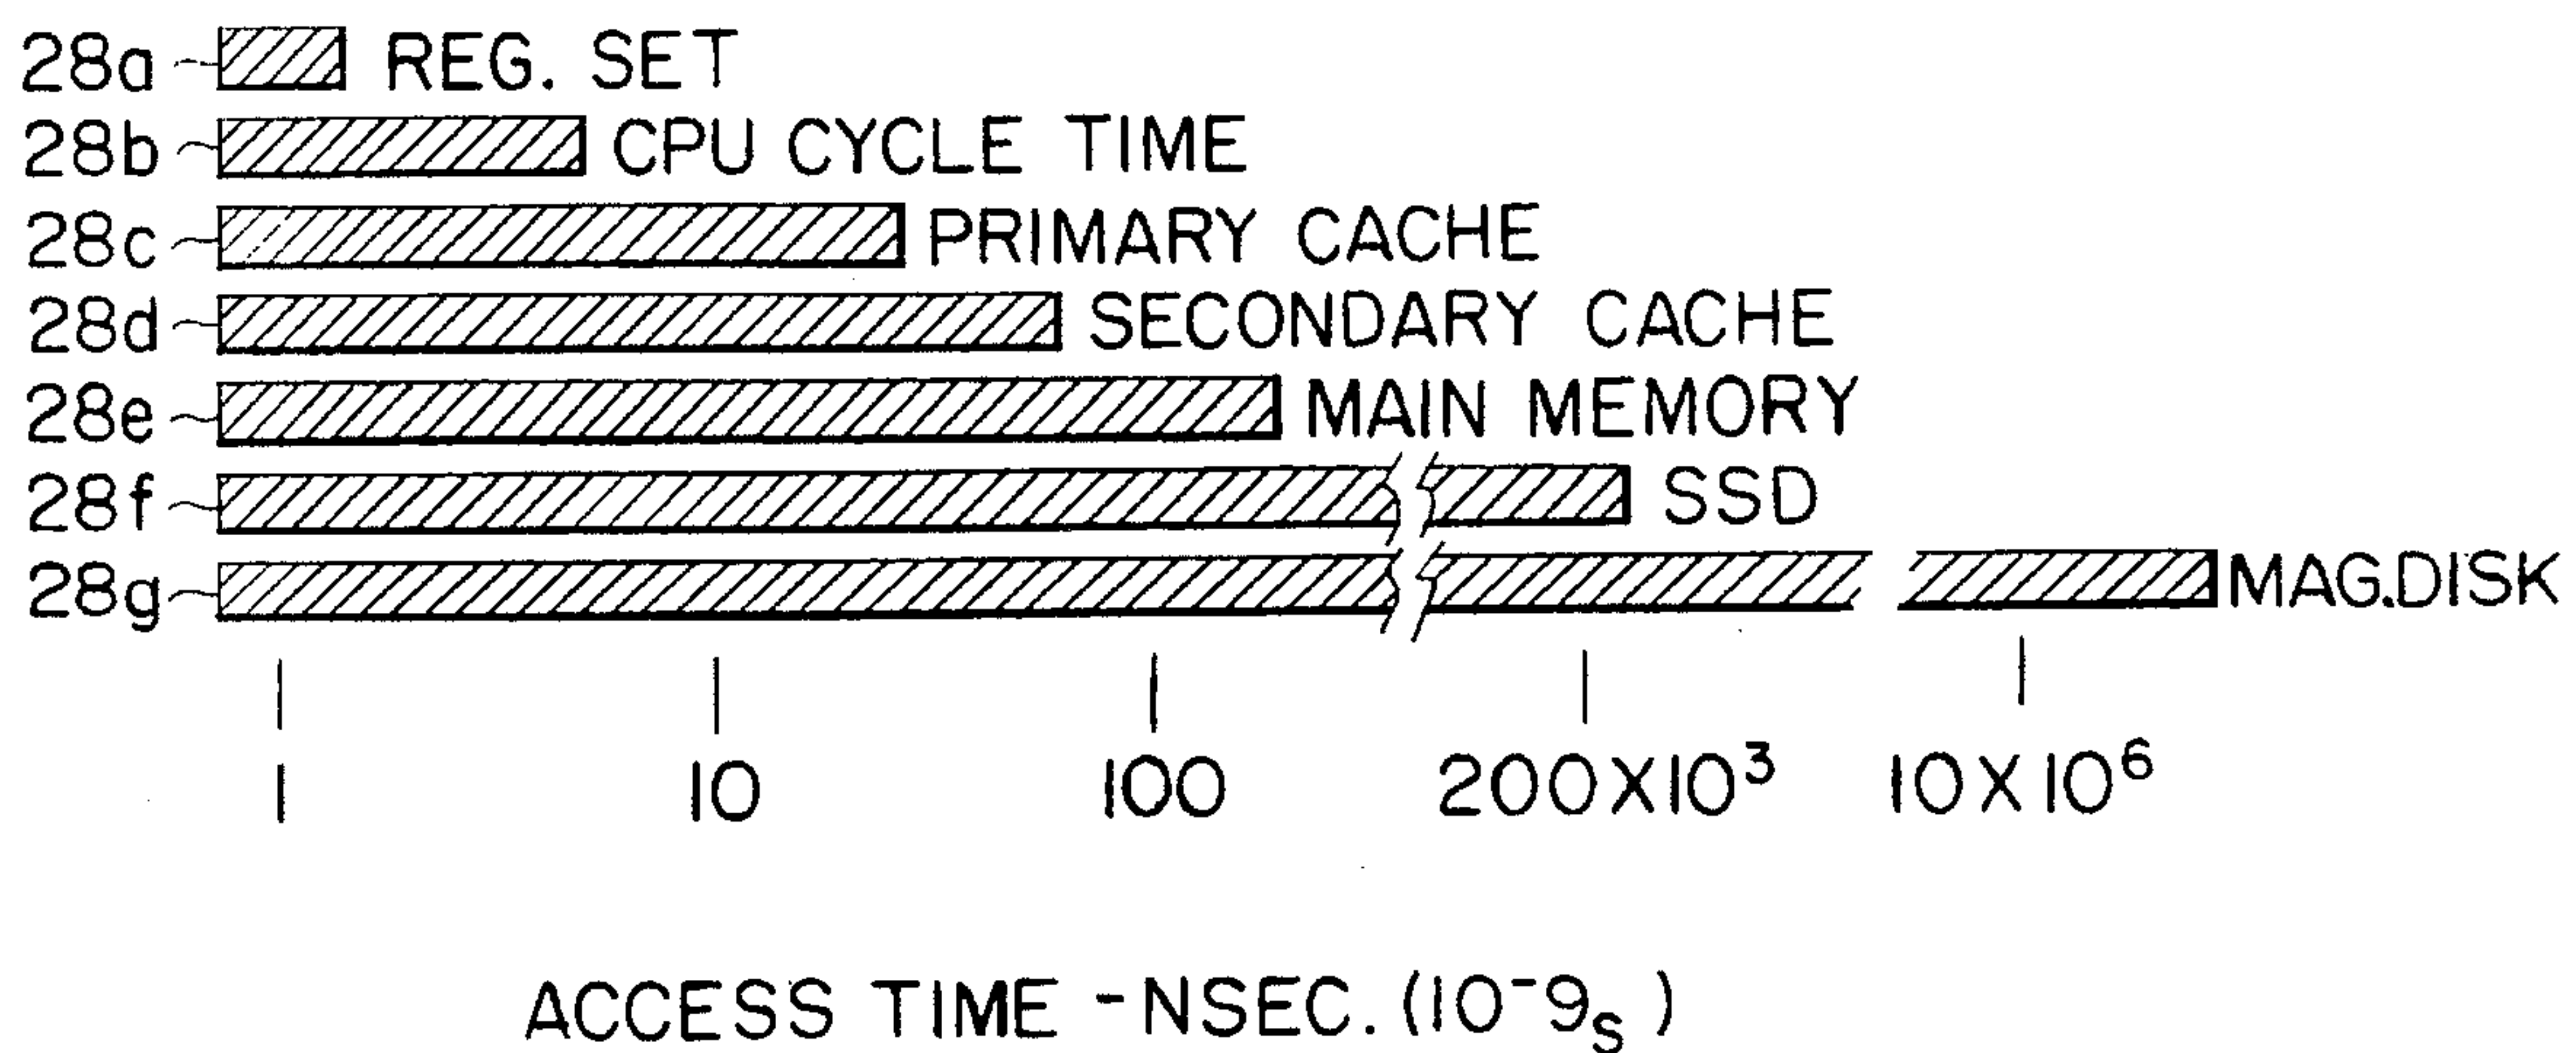 28a REG. SET
28b CPU CYCLE TIME
28c PRIMARY CACHE
28d SECONDARY CACHE
28e MAIN MEMORY
28f SSD
28g MAG.DISK
1 10 100 200X10³ 10X10⁶
ACCESS TIME -NSEC. (10⁻9ₛ)